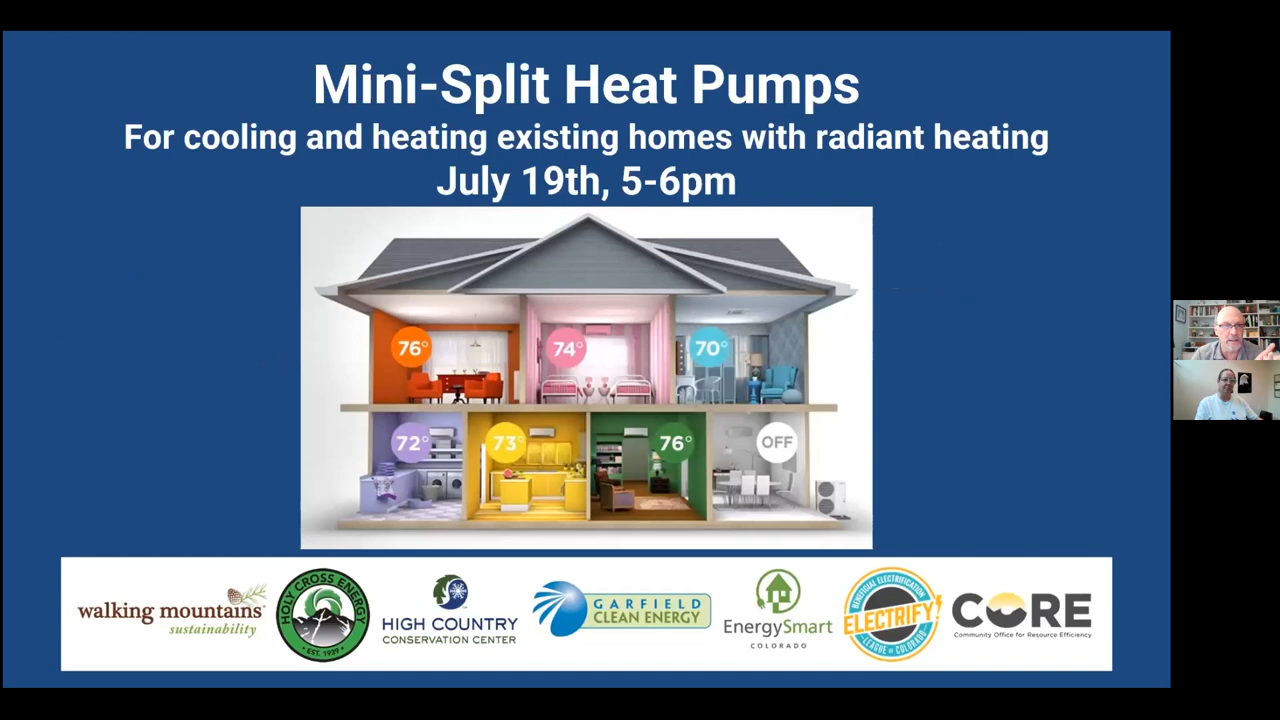 Mini-Split Heat Pumps
For cooling and heating existing homes with radiant heating
July 19th, 5-6pm
76°
74°
70°
72°
73°
76°
OFF
walking mountains
sustainability
HOLY CROSS ENERGY
EST. 1939
HIGH COUNTRY
CONSERVATION CENTER
GARFIELD
CLEAN ENERGY
EnergySmart
COLORADO
BENEFICIAL ELECTRIFICATION
ELECTRIFY
LEAGUE OF COLORADO
CORE
Community Office for Resource Efficiency